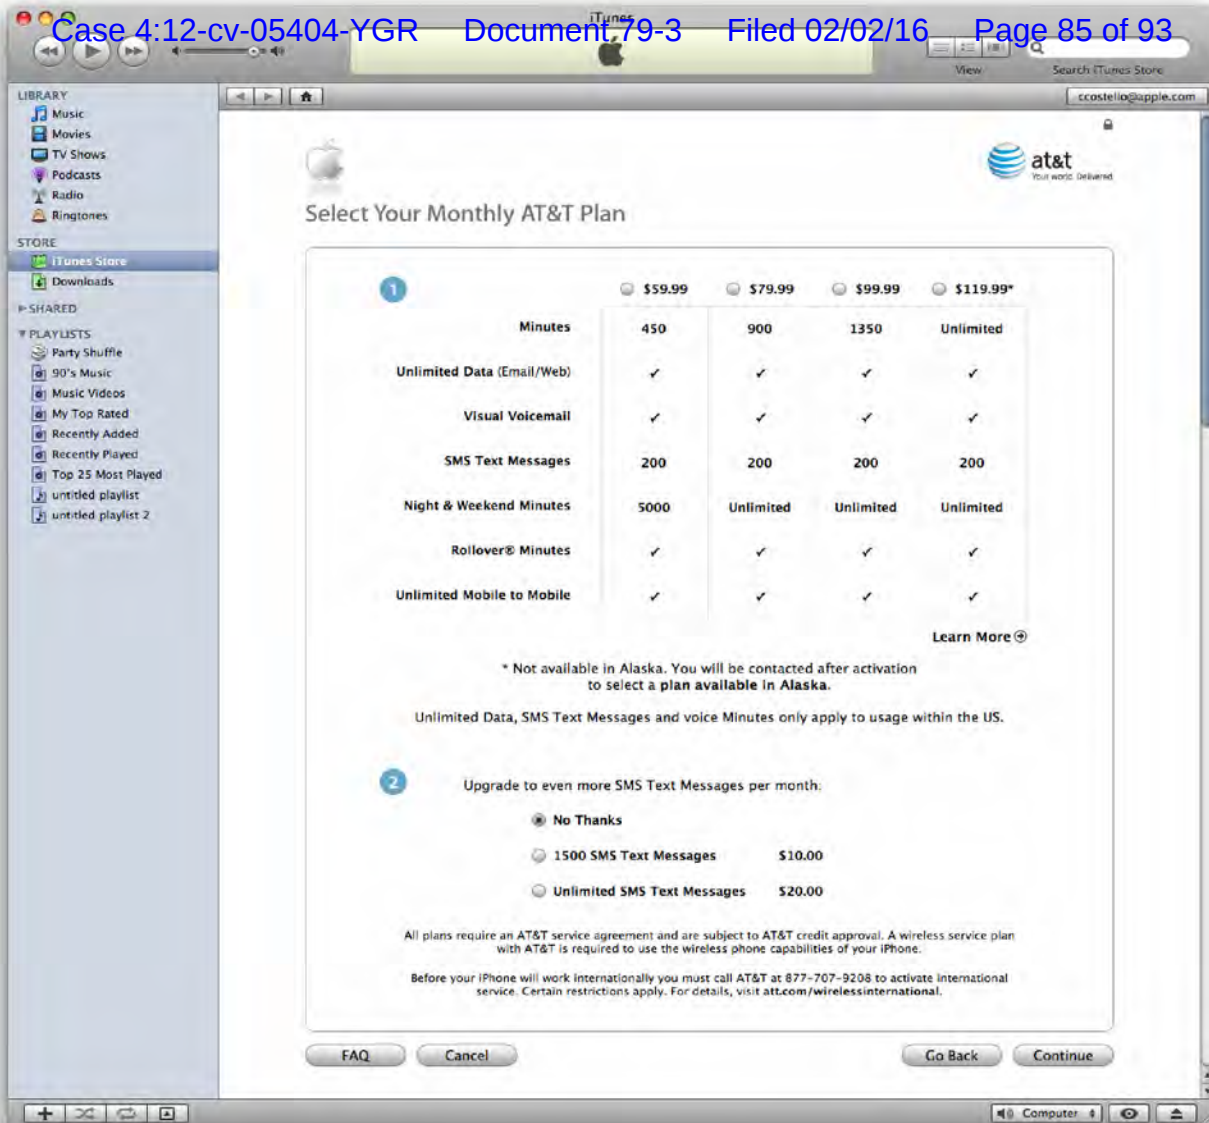 Case 4:12-cv-05404-YGR Document 79-3 Filed 02/02/16 Page 85 of 93
iTunes
View
Search iTunes Store
ccostello@apple.com
LIBRARY
Music
Movies
TV Shows
Podcasts
Radio
Ringtones
STORE
iTunes Store
Downloads
SHARED
PLAYLISTS
Party Shuffle
90's Music
Music Videos
My Top Rated
Recently Added
Recently Played
Top 25 Most Played
untitled playlist
untitled playlist 2
at&t
Your world. Delivered.
Select Your Monthly AT&T Plan
1 $59.99 $79.99 $99.99 $119.99*
Minutes 450 900 1350 Unlimited
Unlimited Data (Email/Web) ✓ ✓ ✓ ✓
Visual Voicemail ✓ ✓ ✓ ✓
SMS Text Messages 200 200 200 200
Night & Weekend Minutes 5000 Unlimited Unlimited Unlimited
Rollover® Minutes ✓ ✓ ✓ ✓
Unlimited Mobile to Mobile ✓ ✓ ✓ ✓
Learn More
* Not available in Alaska. You will be contacted after activation
to select a plan available in Alaska.
Unlimited Data, SMS Text Messages and voice Minutes only apply to usage within the US.
2 Upgrade to even more SMS Text Messages per month:
No Thanks
1500 SMS Text Messages $10.00
Unlimited SMS Text Messages $20.00
All plans require an AT&T service agreement and are subject to AT&T credit approval. A wireless service plan
with AT&T is required to use the wireless phone capabilities of your iPhone.
Before your iPhone will work internationally you must call AT&T at 877-707-9208 to activate international
service. Certain restrictions apply. For details, visit att.com/wirelessinternational.
FAQ Cancel Go Back Continue
Computer